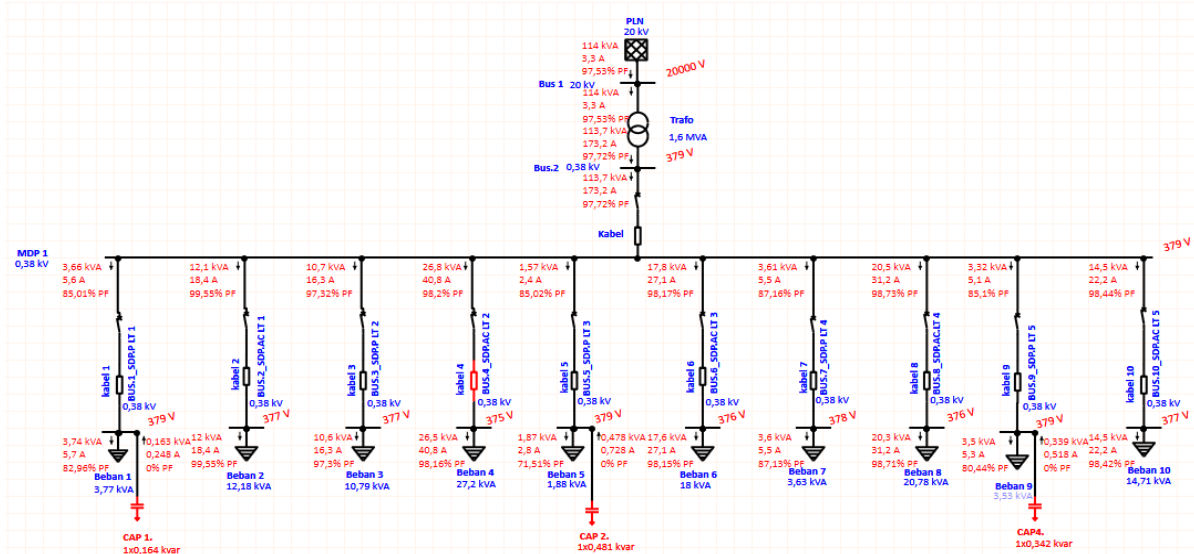 PLN
20 kV
114 kVA
3,3 A
97,53% PF
20000 V
Bus 1
20 kV
114 kVA
3,3 A
97,53% PF
Trafo
1,6 MVA
113,7 kVA
173,2 A
97,72% PF
379 V
Bus.2
0,38 kV
113,7 kVA
173,2 A
97,72% PF
Kabel
MDP 1
0,38 kV
379 V
3,66 kVA
5,6 A
85,01% PF
12,1 kVA
18,4 A
99,55% PF
10,7 kVA
16,3 A
97,32% PF
26,8 kVA
40,8 A
98,2% PF
1,57 kVA
2,4 A
85,02% PF
17,8 kVA
27,1 A
98,17% PF
3,61 kVA
5,5 A
87,16% PF
20,5 kVA
31,2 A
98,73% PF
3,32 kVA
5,1 A
85,1% PF
14,5 kVA
22,2 A
98,44% PF
kabel 1
BUS.1_SDP.P LT 1
0,38 kV
kabel 2
BUS.2_SDP.AC LT 1
0,38 kV
kabel 3
BUS.3_SDP.P LT 2
0,38 kV
kabel 4
BUS.4_SDP.AC LT 2
0,38 kV
kabel 5
BUS.5_SDP.P LT 3
0,38 kV
kabel 6
BUS.6_SDP.AC LT 3
0,38 kV
kabel 7
BUS.7_SDP.P LT 4
0,38 kV
kabel 8
BUS.8_SDP.AC.LT 4
0,38 kV
kabel 9
BUS.9_SDP.P LT 5
0,38 kV
kabel 10
BUS.10_SDP.AC LT 5
0,38 kV
379 V
377 V
377 V
375 V
379 V
376 V
378 V
376 V
379 V
377 V
3,74 kVA
5,7 A
82,96% PF
0,163 kVA
0,248 A
0% PF
Beban 1
3,77 kVA
12 kVA
18,4 A
99,55% PF
Beban 2
12,18 kVA
10,6 kVA
16,3 A
97,3% PF
Beban 3
10,79 kVA
26,5 kVA
40,8 A
98,16% PF
Beban 4
27,2 kVA
1,87 kVA
2,8 A
71,51% PF
0,478 kVA
0,728 A
0% PF
Beban 5
1,88 kVA
17,6 kVA
27,1 A
98,15% PF
Beban 6
18 kVA
3,6 kVA
5,5 A
87,13% PF
Beban 7
3,63 kVA
20,3 kVA
31,2 A
98,71% PF
Beban 8
20,78 kVA
3,5 kVA
5,3 A
80,44% PF
0,339 kVA
0,518 A
0% PF
Beban 9
3,53 kVA
14,5 kVA
22,2 A
98,42% PF
Beban 10
14,71 kVA
CAP 1.
1x0,164 kvar
CAP 2.
1x0,481 kvar
CAP4.
1x0,342 kvar